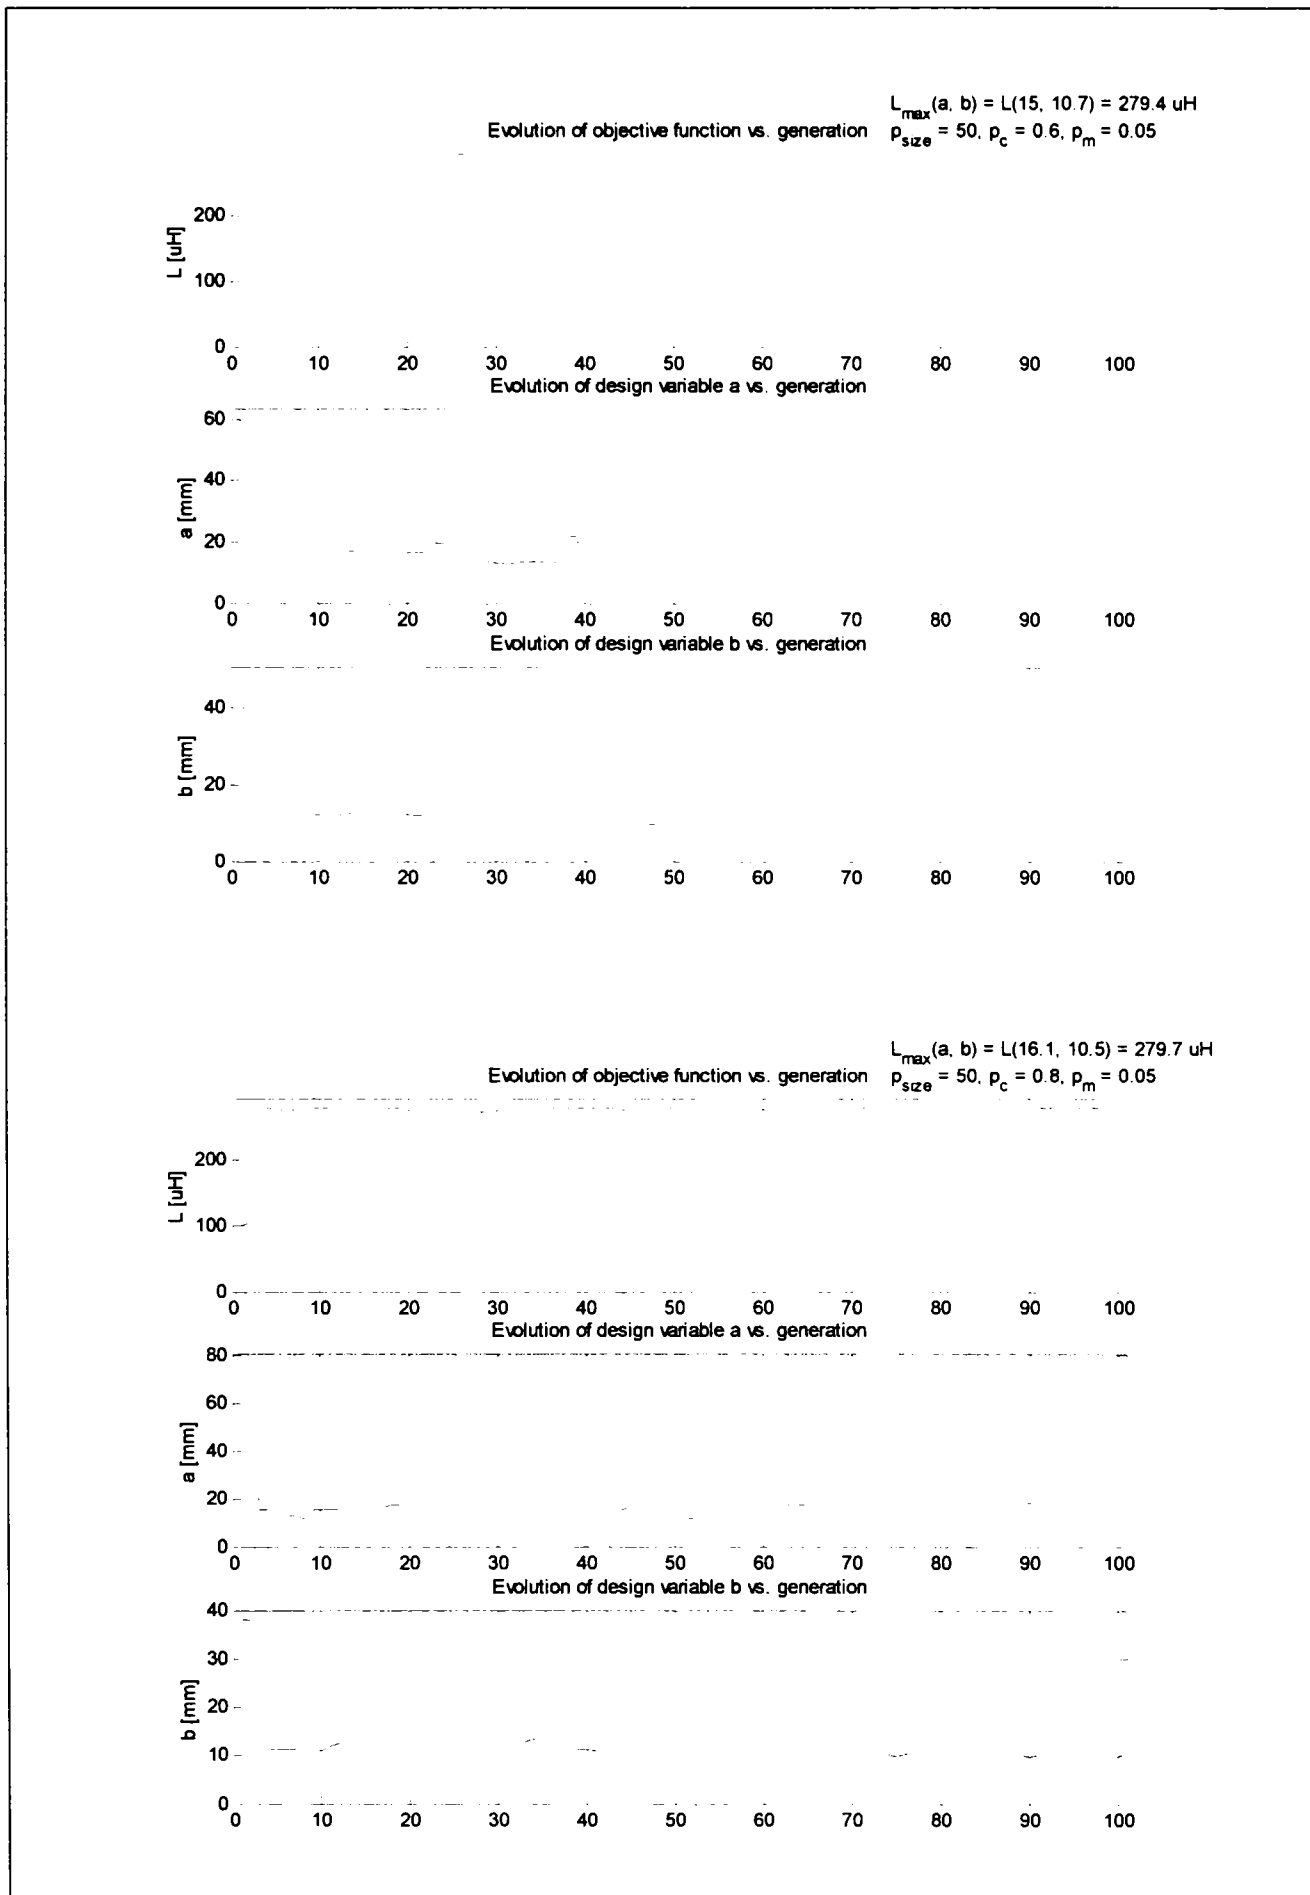 L_max(a, b) = L(15, 10.7) = 279.4 uH
Evolution of objective function vs. generation p_size = 50, p_c = 0.6, p_m = 0.05
200
L [uH]
100
0
0 10 20 30 40 50 60 70 80 90 100
Evolution of design variable a vs. generation
60
40
a [mm]
20
0
0 10 20 30 40 50 60 70 80 90 100
Evolution of design variable b vs. generation
40
b [mm]
20
0
0 10 20 30 40 50 60 70 80 90 100
L_max(a, b) = L(16.1, 10.5) = 279.7 uH
Evolution of objective function vs. generation p_size = 50, p_c = 0.8, p_m = 0.05
200
L [uH]
100
0
0 10 20 30 40 50 60 70 80 90 100
Evolution of design variable a vs. generation
80
60
40
a [mm]
20
0
0 10 20 30 40 50 60 70 80 90 100
Evolution of design variable b vs. generation
40
30
20
b [mm]
10
0
0 10 20 30 40 50 60 70 80 90 100